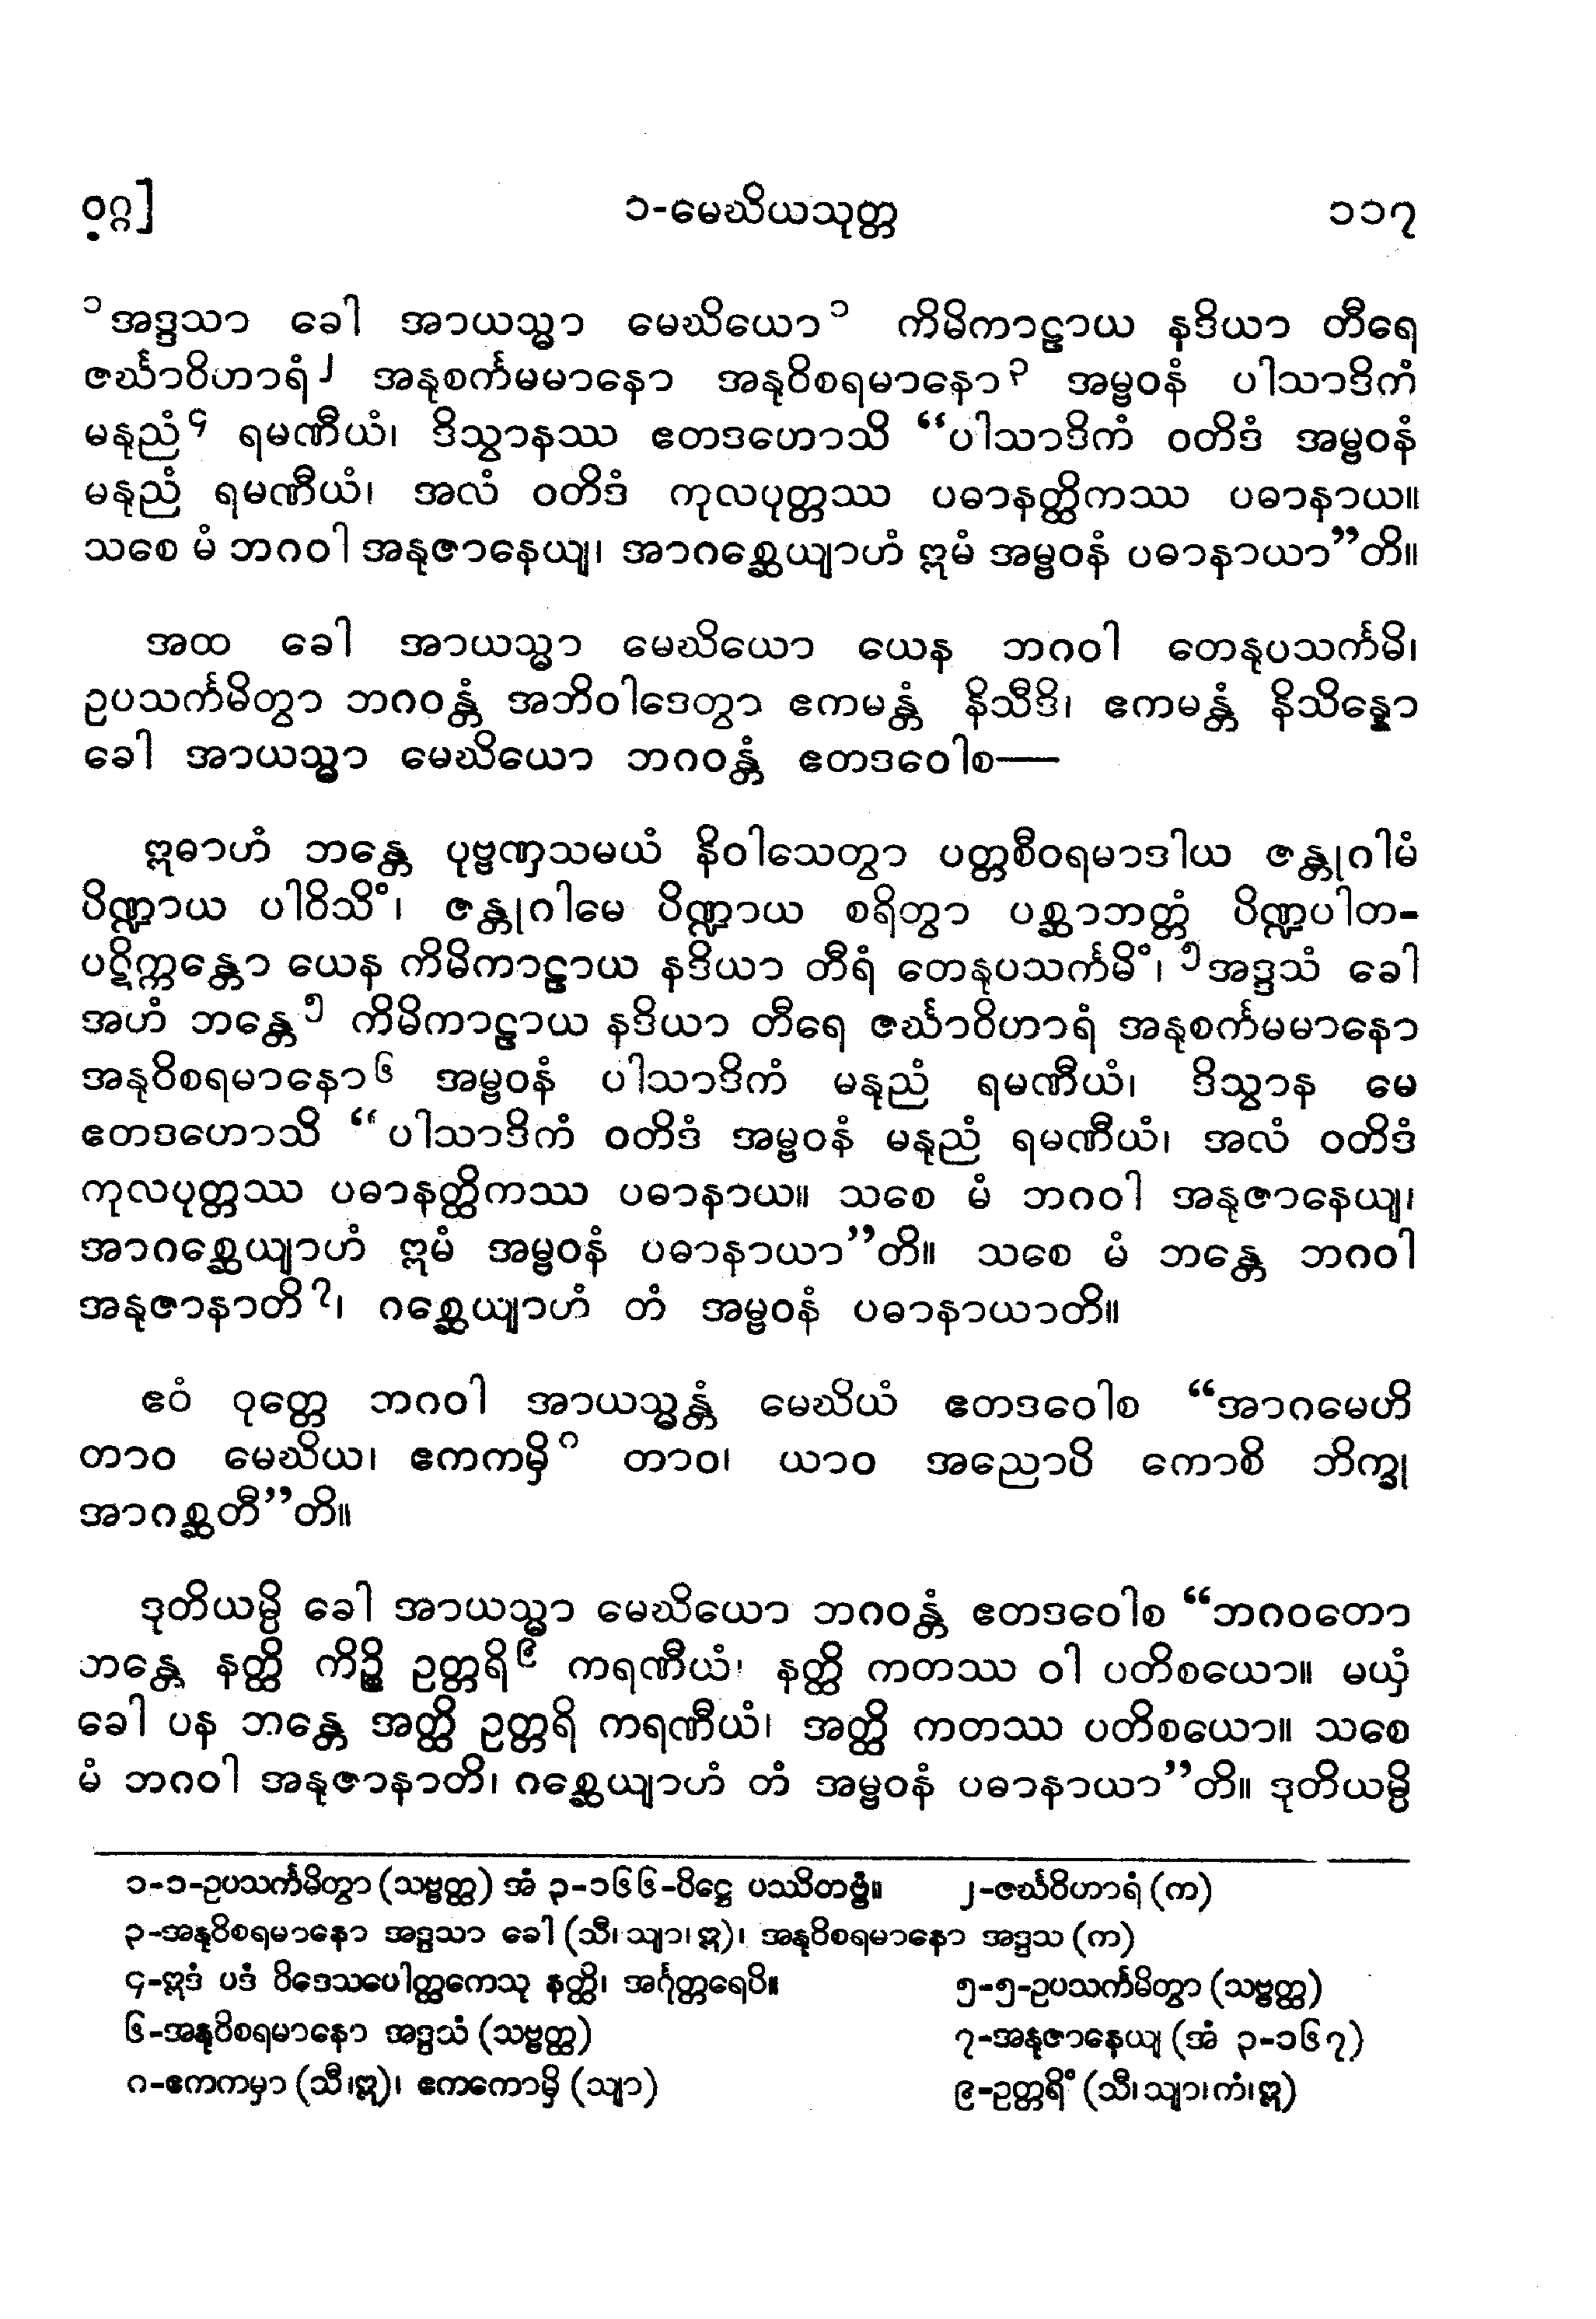 ဝဂ္ဂ] ၁-မေဃိယသုတ္တ ၁၁၇
၁အဒ္ဒသာ ခေါ အာယသ္မာ မေဃိယော၁ ကိမိကာဠာယ နဒိယာ တီရေ
ဇင်္ဃာဝိဟာရံ၂ အနုစင်္ကမမာနော အနုဝိစရမာနော၃ အမ္ဗဝနံ ပါသာဒိကံ
မနုညံ၄ ရမဏီယံ၊ ဒိသွာနဿ ဧတဒဟောသိ “ပါသာဒိကံ ဝတိဒံ အမ္ဗဝနံ
မနုညံ ရမဏီယံ၊ အလံ ဝတိဒံ ကုလပုတ္တဿ ပဓာနတ္ထိကဿ ပဓာနာယ။
သစေ မံ ဘဂဝါ အနုဇာနေယျ၊ အာဂစ္ဆေယျာဟံ ဣမံ အမ္ဗဝနံ ပဓာနာယာ”တိ။
အထ ခေါ အာယသ္မာ မေဃိယော ယေန ဘဂဝါ တေနုပသင်္ကမိ၊
ဥပသင်္ကမိတွာ ဘဂဝန္တံ အဘိဝါဒေတွာ ဧကမန္တံ နိသီဒိ၊ ဧကမန္တံ နိသိန္နော
ခေါ အာယသ္မာ မေဃိယော ဘဂဝန္တံ ဧတဒဝေါစ—
ဣဓာဟံ ဘန္တေ ပုဗ္ဗဏှသမယံ နိဝါသေတွာ ပတ္တစီဝရမာဒါယ ဇန္တုဂါမံ
ပိဏ္ဍာယ ပါဝိသိံ၊ ဇန္တုဂါမေ ပိဏ္ဍာယ စရိတွာ ပစ္ဆာဘတ္တံ ပိဏ္ဍပါတ-
ပဋိက္ကန္တော ယေန ကိမိကာဠာယ နဒိယာ တီရံ တေနုပသင်္ကမိံ၊ ၅အဒ္ဒသံ ခေါ
အဟံ ဘန္တေ၅ ကိမိကာဠာယ နဒိယာ တီရေ ဇင်္ဃာဝိဟာရံ အနုစင်္ကမမာနော
အနုဝိစရမာနော၆ အမ္ဗဝနံ ပါသာဒိကံ မနုညံ ရမဏီယံ၊ ဒိသွာန မေ
ဧတဒဟောသိ “ပါသာဒိကံ ဝတိဒံ အမ္ဗဝနံ မနုညံ ရမဏီယံ၊ အလံ ဝတိဒံ
ကုလပုတ္တဿ ပဓာနတ္ထိကဿ ပဓာနာယ။ သစေ မံ ဘဂဝါ အနုဇာနေယျ၊
အာဂစ္ဆေယျာဟံ ဣမံ အမ္ဗဝနံ ပဓာနာယာ”တိ။ သစေ မံ ဘန္တေ ဘဂဝါ
အနုဇာနာတိ၇၊ ဂစ္ဆေယျာဟံ တံ အမ္ဗဝနံ ပဓာနာယာတိ။
ဧဝံ ဝုတ္တေ ဘဂဝါ အာယသ္မန္တံ မေဃိယံ ဧတဒဝေါစ “အာဂမေဟိ
တာဝ မေဃိယ၊ ဧကကမှိ၈ တာဝ၊ ယာဝ အညောပိ ကောစိ ဘိက္ခု
အာဂစ္ဆတီ”တိ။
ဒုတိယမ္ပိ ခေါ အာယသ္မာ မေဃိယော ဘဂဝန္တံ ဧတဒဝေါစ “ဘဂဝတော
ဘန္တေ နတ္ထိ ကိဉ္စိ ဥတ္တရိ၉ ကရဏီယံ၊ နတ္ထိ ကတဿ ဝါ ပတိစယော။ မယှံ
ခေါ ပန ဘန္တေ အတ္ထိ ဥတ္တရိ ကရဏီယံ၊ အတ္ထိ ကတဿ ပတိစယော။ သစေ
မံ ဘဂဝါ အနုဇာနာတိ၊ ဂစ္ဆေယျာဟံ တံ အမ္ဗဝနံ ပဓာနာယာ”တိ။ ဒုတိယမ္ပိ
၁-၁-ဥပသင်္ကမိတွာ (သဗ္ဗတ္ထ) အံ ၃-၁၆၆-ပိဋ္ဌေ ပဿိတဗ္ဗံ။ ၂-ဇင်္ဃဝိဟာရံ (က)
၃-အနုဝိစရမာနော အဒ္ဒသာ ခေါ (သီ၊ သျာ၊ ဣ)၊ အနုဝိစရမာနော အဒ္ဒသ (က)
၄-ဣဒံ ပဒံ ဝိဒေသပေါတ္ထကေသု နတ္ထိ၊ အင်္ဂုတ္တရေပိ။ ၅-၅-ဥပသင်္ကမိတွာ (သဗ္ဗတ္ထ)
၆-အနုဝိစရမာနော အဒ္ဒသံ (သဗ္ဗတ္ထ) ၇-အနုဇာနေယျ (အံ ၃-၁၆၇)
၈-ဧကကမှာ (သီ၊ဣ)၊ ဧကကောမှိ (သျာ) ၉-ဥတ္တရိံ (သီ၊ သျာ၊ ကံ၊ ဣ)